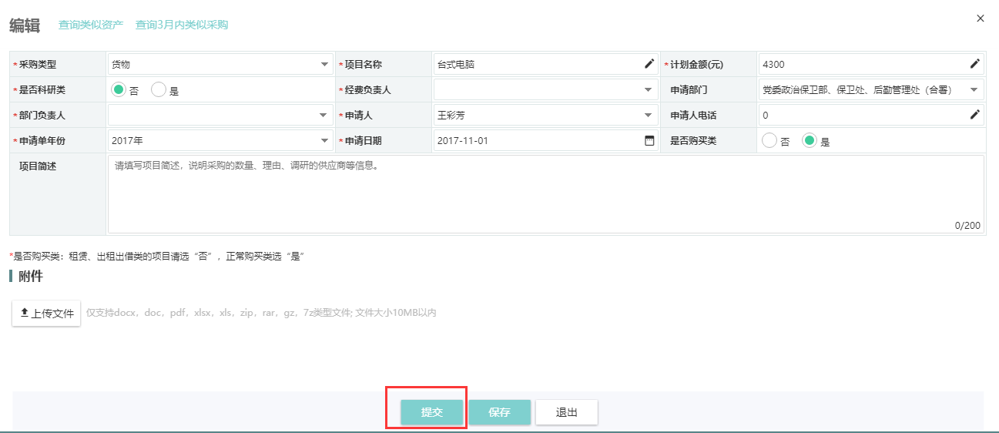 编辑 查询类似资产 查询3月内类似采购
*采购类型 货物 *项目名称 台式电脑 *计划金额(元) 4300
*是否科研类 否 是 *经费负责人 申请部门 党委政治保卫部、保卫处、后勤管理处（合署）
*部门负责人 *申请人 王彩芳 申请人电话 0
*申请单年份 2017年 *申请日期 2017-11-01 是否购买类 否 是
项目简述 请填写项目简述，说明采购的数量、理由、调研的供应商等信息。
0/200
*是否购买类：租赁、出租出借类的项目请选“否”，正常购买类选“是”
附件
上传文件 仅支持docx，doc，pdf，xlsx，xls，zip，rar，gz，7z类型文件; 文件大小10MB以内
提交 保存 退出